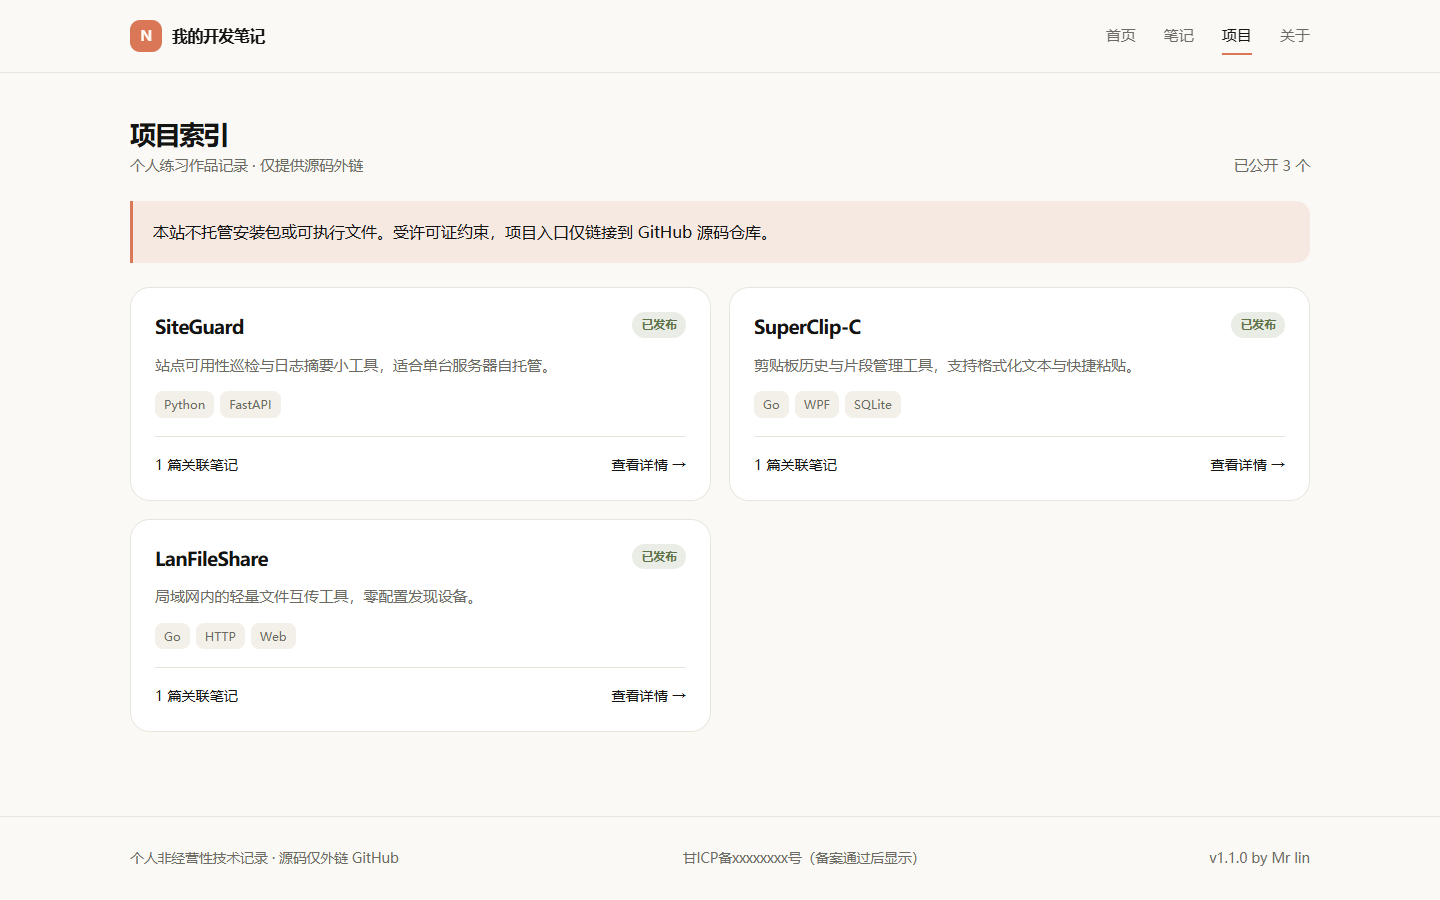 N 我的开发笔记
首页 笔记 项目 关于
项目索引
个人练习作品记录 · 仅提供源码外链
已公开 3 个
本站不托管安装包或可执行文件。受许可证约束，项目入口仅链接到 GitHub 源码仓库。
SiteGuard
已发布
站点可用性巡检与日志摘要小工具，适合单台服务器自托管。
Python FastAPI
1 篇关联笔记
查看详情 →
SuperClip-C
已发布
剪贴板历史与片段管理工具，支持格式化文本与快捷粘贴。
Go WPF SQLite
1 篇关联笔记
查看详情 →
LanFileShare
已发布
局域网内的轻量文件互传工具，零配置发现设备。
Go HTTP Web
1 篇关联笔记
查看详情 →
个人非经营性技术记录 · 源码仅外链 GitHub
甘ICP备xxxxxxxx号（备案通过后显示）
v1.1.0 by Mr lin